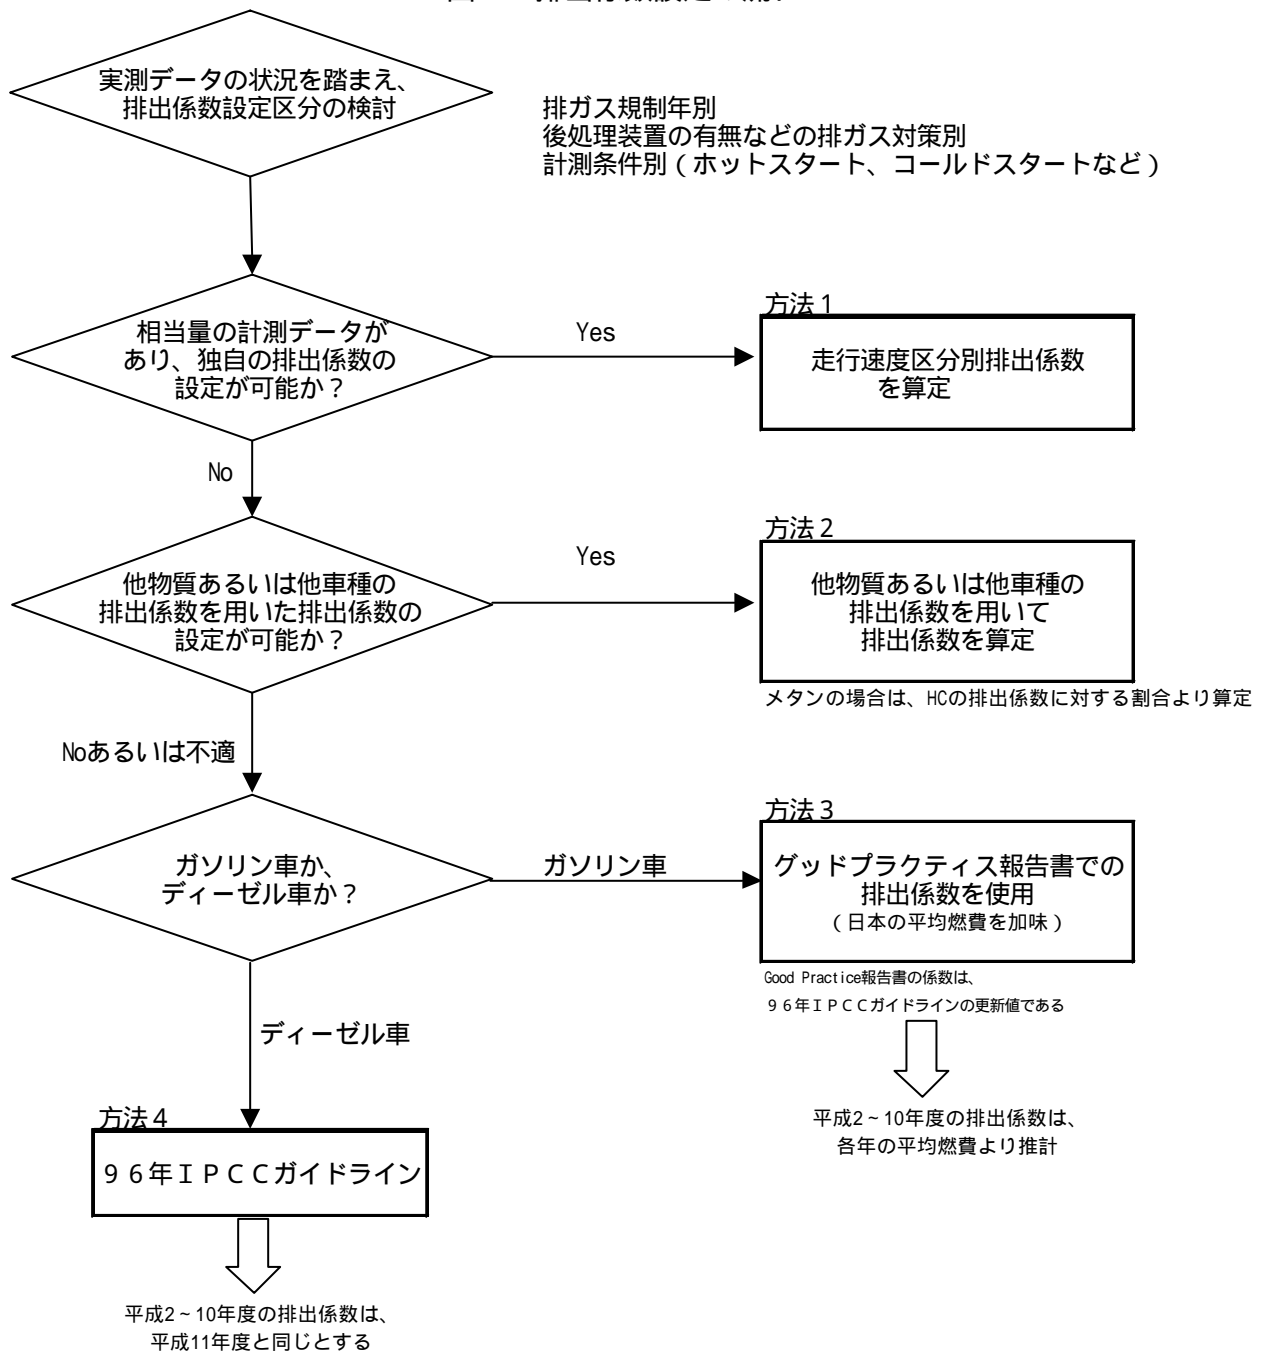 実測データの状況を踏まえ、
排出係数設定区分の検討
排ガス規制年別
後処理装置の有無などの排ガス対策別
計測条件別（ホットスタート、コールドスタートなど）
相当量の計測データが
あり、独自の排出係数の
設定が可能か？
Yes
方法１
走行速度区分別排出係数
を算定
No
他物質あるいは他車種の
排出係数を用いた排出係数の
設定が可能か？
Yes
方法２
他物質あるいは他車種の
排出係数を用いて
排出係数を算定
メタンの場合は、HCの排出係数に対する割合より算定
Noあるいは不適
ガソリン車か、
ディーゼル車か？
ガソリン車
方法３
グッドプラクティス報告書での
排出係数を使用
（日本の平均燃費を加味）
Good Practice報告書の係数は、
９６年ＩＰＣＣガイドラインの更新値である
平成2～10年度の排出係数は、
各年の平均燃費より推計
ディーゼル車
方法４
９６年ＩＰＣＣガイドライン
平成2～10年度の排出係数は、
平成11年度と同じとする